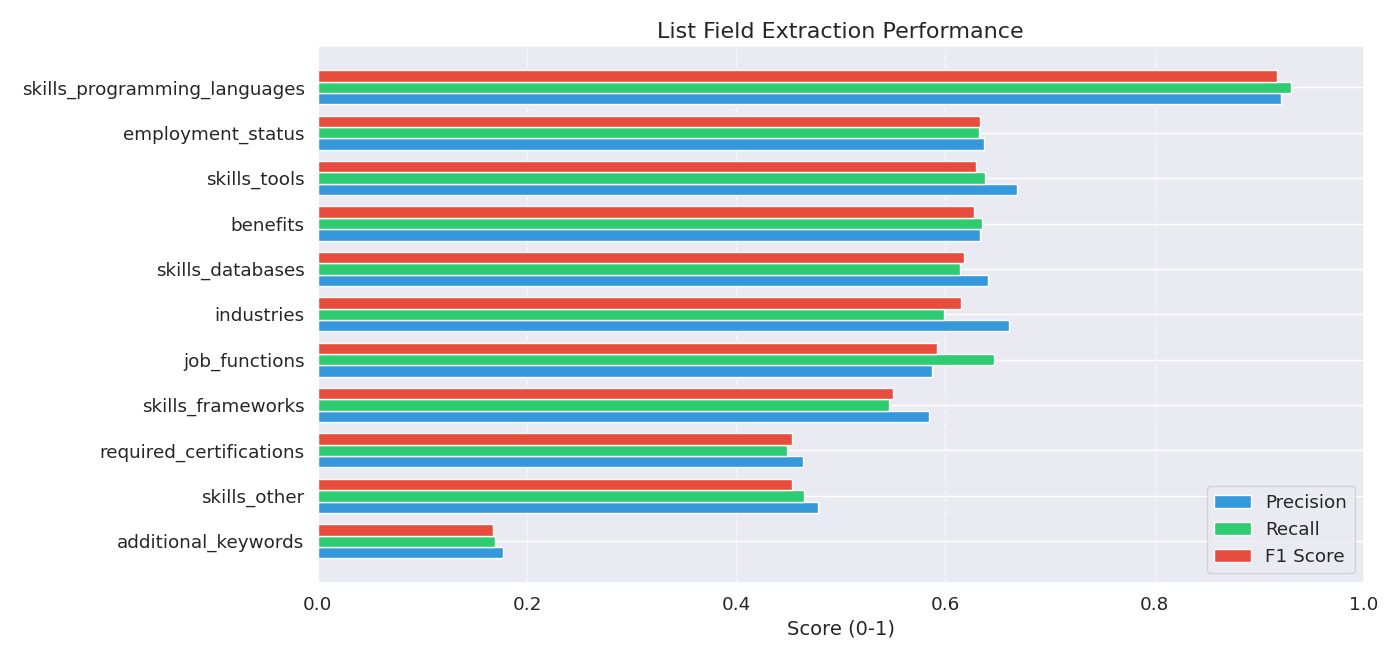 List Field Extraction Performance
skills_programming_languages
employment_status
skills_tools
benefits
skills_databases
industries
job_functions
skills_frameworks
required_certifications
skills_other
additional_keywords
Precision
Recall
F1 Score
0.0 0.2 0.4 0.6 0.8 1.0
Score (0-1)